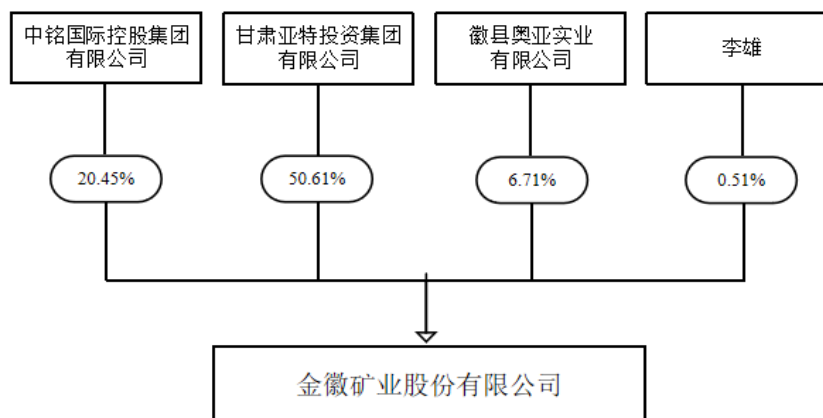 中铭国际控股集团
有限公司
甘肃亚特投资集团
有限公司
徽县奥亚实业
有限公司
李雄
20.45%
50.61%
6.71%
0.51%
金徽矿业股份有限公司